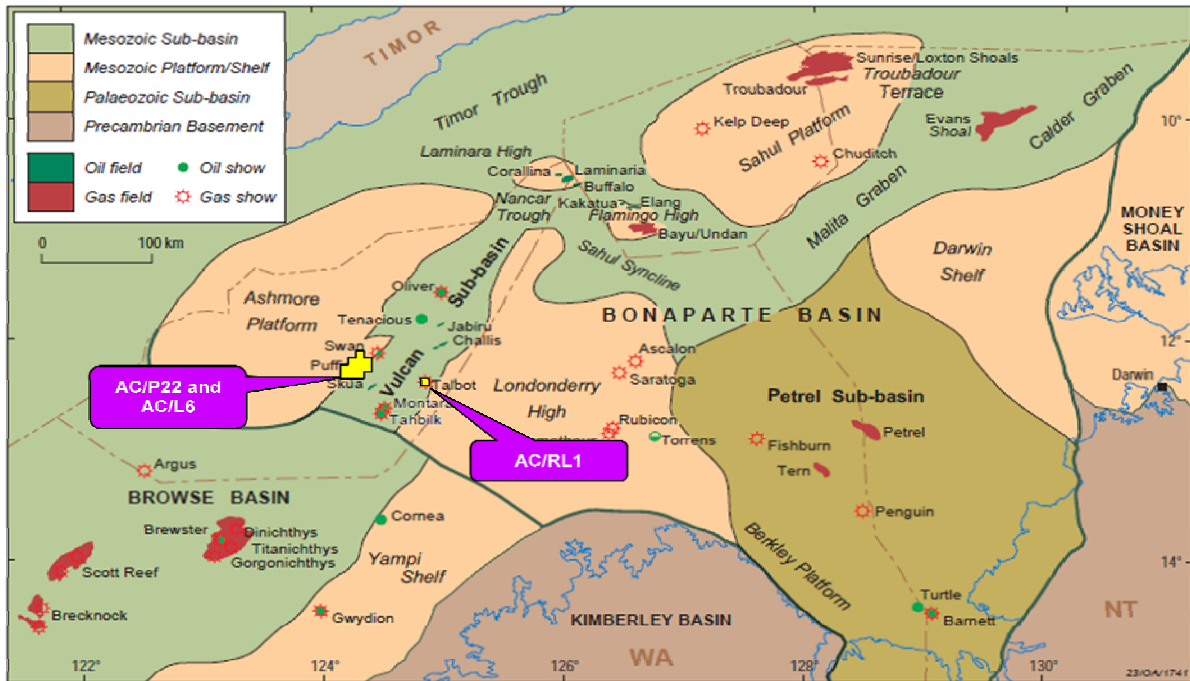 Mesozoic Sub-basin
Mesozoic Platform/Shelf
Palaeozoic Sub-basin
Precambrian Basement
Oil field
Oil show
Gas field
Gas show
0
100 km
TIMOR
Timor Trough
Sunrise/Loxton Shoals
Troubadour
Troubadour
Terrace
Evans
Shoal
Calder Graben
10°
Kelp Deep
Sahul Platform
Chuditch
Laminara High
Corallina
Laminaria
Buffalo
Nancar
Trough
Kakatua
Elang
Flamingo High
Bayu/Undan
Malita Graben
MONEY
SHOAL
BASIN
Darwin
Shelf
Sahul Syncline
Sub-basin
Oliver
Ashmore
Platform
Tenacious
Jabiru
Challis
BONAPARTE BASIN
12°
Swan
Puffi
Skua
Vulcan
Talbot
AC/P22 and
AC/L6
Montara
Tahbilk
AC/RL1
Londonderry
High
Ascalon
Saratoga
Rubicon
Torrens
Petrel Sub-basin
Petrel
Fishburn
Tern
Penguin
Darwin
Argus
BROWSE BASIN
Brewster
Dinichthys
Titanichthys
Gorgonichthys
Cornea
Scott Reef
Yampi
Shelf
Brecknock
Gwydion
Berkley Platform
14°
Turtle
Barnett
KIMBERLEY BASIN
WA
NT
122°
124°
126°
128°
130°
23/OA/1741